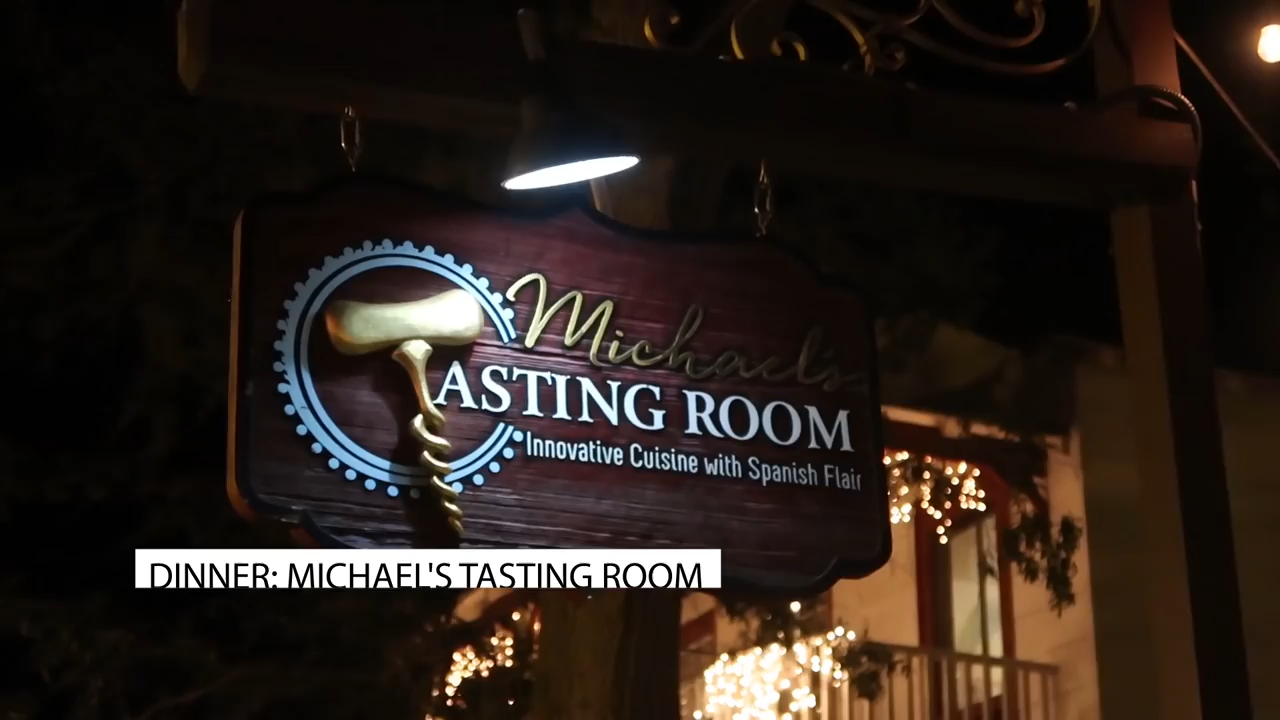 Michael's
TASTING ROOM
Innovative Cuisine with Spanish Flair
DINNER: MICHAEL'S TASTING ROOM